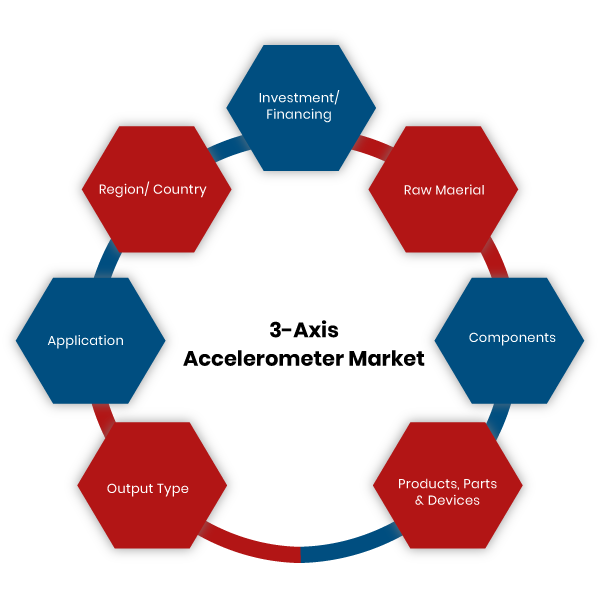 Investment/
Financing
Region/ Country
Raw Maerial
Application
3-Axis
Accelerometer Market
Components
Output Type
Products, Parts
& Devices